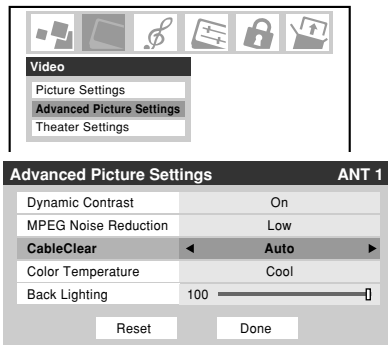 Video
Picture Settings
Advanced Picture Settings
Theater Settings
Advanced Picture Settings ANT 1
Dynamic Contrast On
MPEG Noise Reduction Low
CableClear Auto
Color Temperature Cool
Back Lighting 100
Reset Done